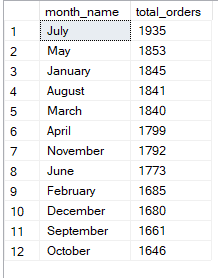 month_name total_orders
1 July 1935
2 May 1853
3 January 1845
4 August 1841
5 March 1840
6 April 1799
7 November 1792
8 June 1773
9 February 1685
10 December 1680
11 September 1661
12 October 1646